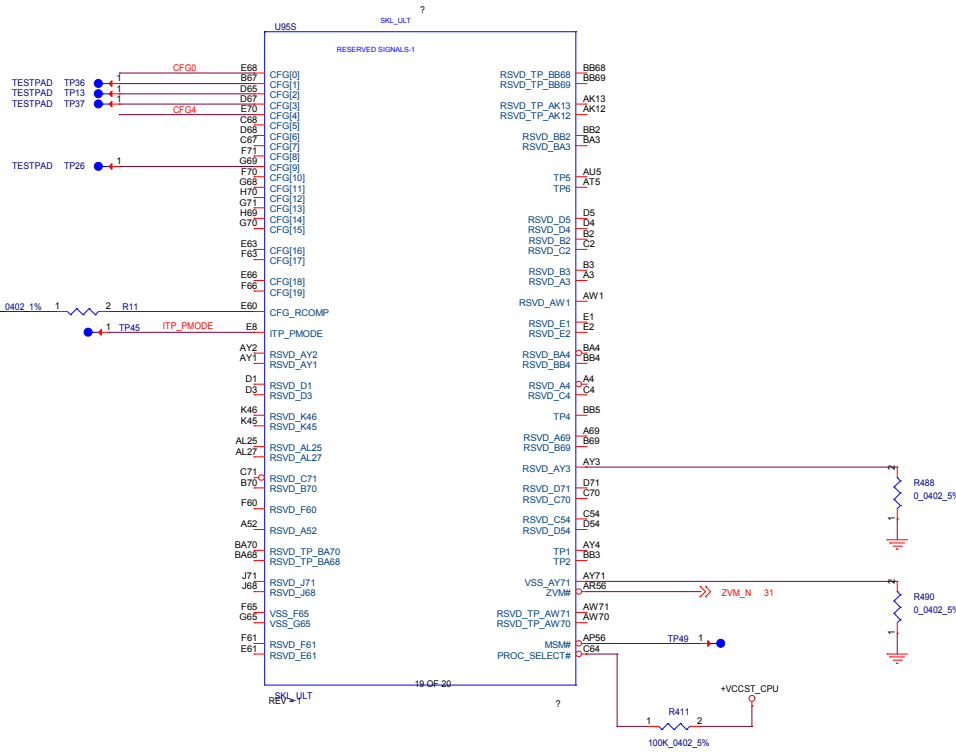 ?
U95S
SKL_ULT
RESERVED SIGNALS-1
CFG0 E68 CFG[0]
TESTPAD TP36 1 B67 CFG[1]
TESTPAD TP13 1 D65 CFG[2]
TESTPAD TP37 1 D67 CFG[3]
CFG4 E70 CFG[4]
C68 CFG[5]
D68 CFG[6]
C67 CFG[7]
F71 CFG[8]
TESTPAD TP26 1 G69 CFG[9]
F70 CFG[10]
G68 CFG[11]
H70 CFG[12]
G71 CFG[13]
H69 CFG[14]
G70 CFG[15]
E63 CFG[16]
F63 CFG[17]
E66 CFG[18]
F66 CFG[19]
0402_1% 1 2 R11 E60 CFG_RCOMP
1 TP45 ITP_PMODE E8 ITP_PMODE
AY2 RSVD_AY2
AY1 RSVD_AY1
D1 RSVD_D1
D3 RSVD_D3
K46 RSVD_K46
K45 RSVD_K45
AL25 RSVD_AL25
AL27 RSVD_AL27
C71 RSVD_C71
B70 RSVD_B70
F60 RSVD_F60
A52 RSVD_A52
BA70 RSVD_TP_BA70
BA68 RSVD_TP_BA68
J71 RSVD_J71
J68 RSVD_J68
F65 VSS_F65
G65 VSS_G65
F61 RSVD_F61
E61 RSVD_E61
RSVD_TP_BB68 BB68
RSVD_TP_BB69 BB69
RSVD_TP_AK13 AK13
RSVD_TP_AK12 AK12
RSVD_BB2 BB2
RSVD_BA3 BA3
TP5 AU5
TP6 AT5
RSVD_D5 D5
RSVD_D4 D4
RSVD_B2 B2
RSVD_C2 C2
RSVD_B3 B3
RSVD_A3 A3
RSVD_AW1 AW1
RSVD_E1 E1
RSVD_E2 E2
RSVD_BA4 BA4
RSVD_BB4 BB4
RSVD_A4 A4
RSVD_C4 C4
TP4 BB5
RSVD_A69 A69
RSVD_B69 B69
RSVD_AY3 AY3
2
R488
0_0402_5%
1
RSVD_D71 D71
RSVD_C70 C70
RSVD_C54 C54
RSVD_D54 D54
TP1 AY4
TP2 BB3
VSS_AY71 AY71
ZVM# AR56 ZVM_N 31
2
R490
0_0402_5%
1
RSVD_TP_AW71 AW71
RSVD_TP_AW70 AW70
MSM# AP56 TP49 1
PROC_SELECT# C64
19 OF 20
SKL_ULT
REV = 1
?
+VCCST_CPU
R411
1 2
100K_0402_5%